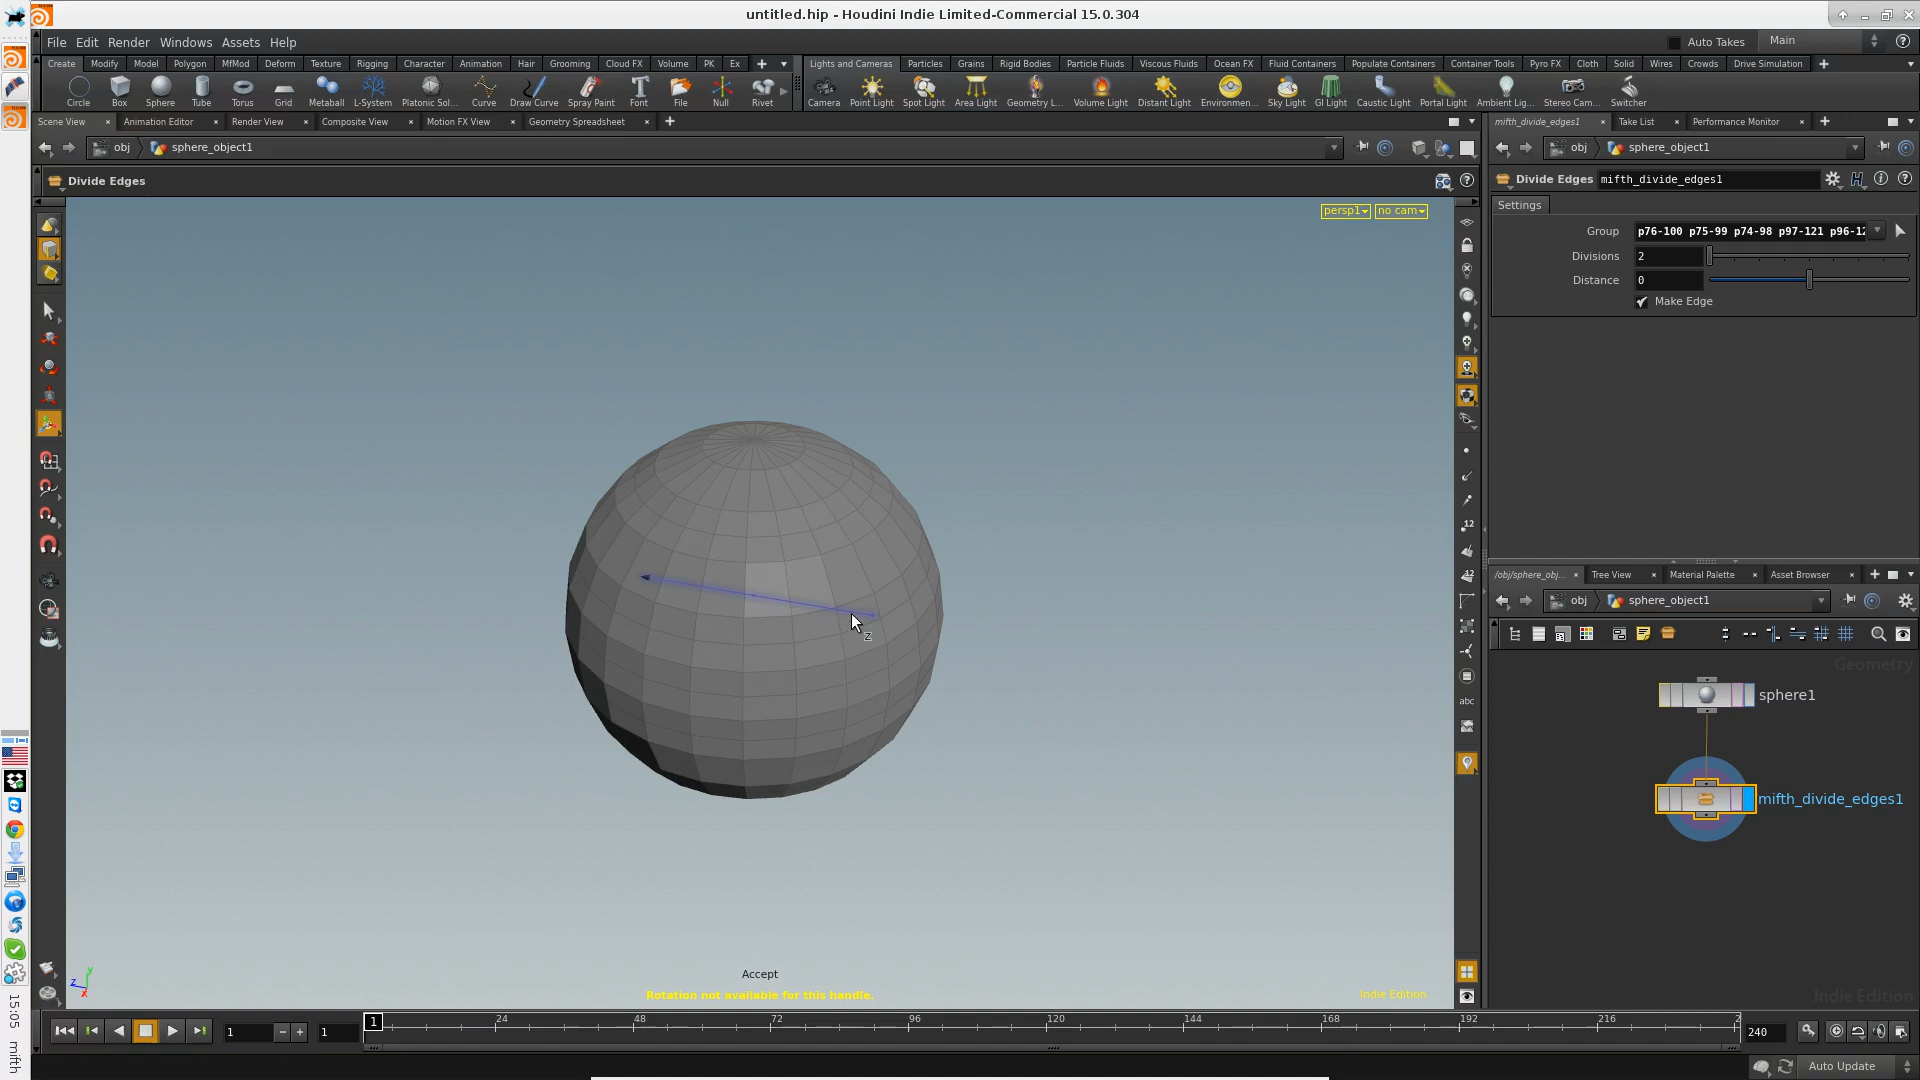 untitled.hip - Houdini Indie Limited-Commercial 15.0.304
File Edit Render Windows Assets Help
Auto Takes Main
Create Modify Model Polygon MfMod Deform Texture Rigging Character Animation Hair Grooming Cloud FX Volume PK Ex
Lights and Cameras Particles Grains Rigid Bodies Particle Fluids Viscous Fluids Ocean FX Fluid Containers Populate Containers Container Tools Pyro FX Cloth Solid Wires Crowds Drive Simulation
Circle Box Sphere Tube Torus Grid Metaball L-System Platonic Sol... Curve Draw Curve Spray Paint Font File Null Rivet
Camera Point Light Spot Light Area Light Geometry L... Volume Light Distant Light Environmen... Sky Light GI Light Caustic Light Portal Light Ambient Lig... Stereo Cam... Switcher
Scene View Animation Editor Render View Composite View Motion FX View Geometry Spreadsheet
mifth_divide_edges1 Take List Performance Monitor
obj sphere_object1
obj sphere_object1
Divide Edges
Divide Edges mifth_divide_edges1
Settings
persp1 no cam
Group p76-100 p75-99 p74-98 p97-121 p96-12
Divisions 2
Distance 0
Make Edge
12
12
abc
/obj/sphere_obj... Tree View Material Palette Asset Browser
obj sphere_object1
Geometry
sphere1
mifth_divide_edges1
Indie Edition
z
z y x
Accept
Rotation not available for this handle.
Indie Edition
1 1 1 24 48 72 96 120 144 168 192 216 2 240
Auto Update
15:05 mifth